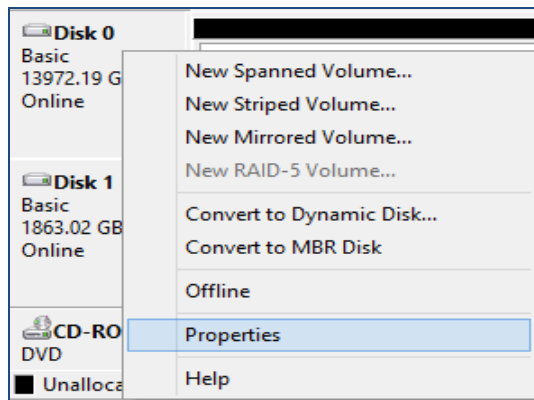 Disk 0
Basic
13972.19 G
Online
New Spanned Volume...
New Striped Volume...
New Mirrored Volume...
New RAID-5 Volume...
Convert to Dynamic Disk...
Convert to MBR Disk
Offline
Properties
Help
Disk 1
Basic
1863.02 GB
Online
CD-RO
DVD
Unalloca